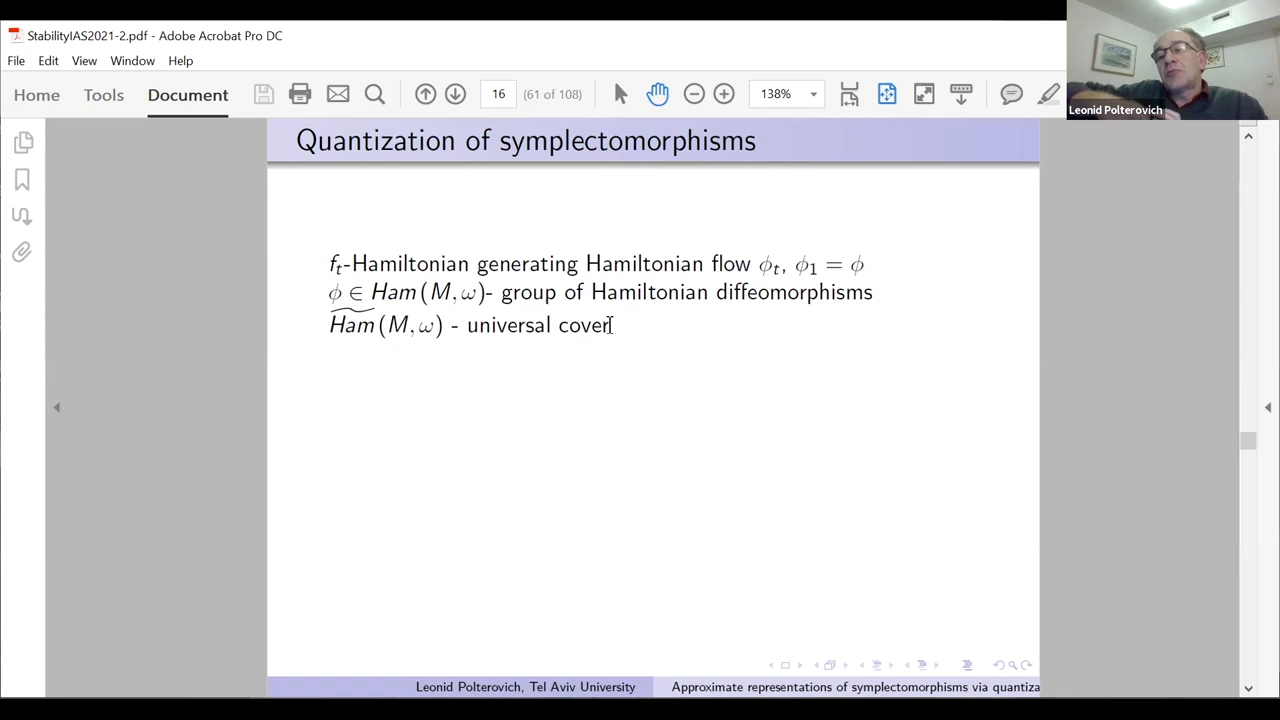 StabilityIAS2021-2.pdf - Adobe Acrobat Pro DC
File Edit View Window Help
Home Tools Document 16 (61 of 108) 138%
Leonid Polterovich
Quantization of symplectomorphisms
f_t-Hamiltonian generating Hamiltonian flow ϕ_t, ϕ_1 = ϕ
ϕ ∈ Ham(M, ω)- group of Hamiltonian diffeomorphisms
H͠am(M, ω) - universal cover
Leonid Polterovich, Tel Aviv University Approximate representations of symplectomorphisms via quantiza